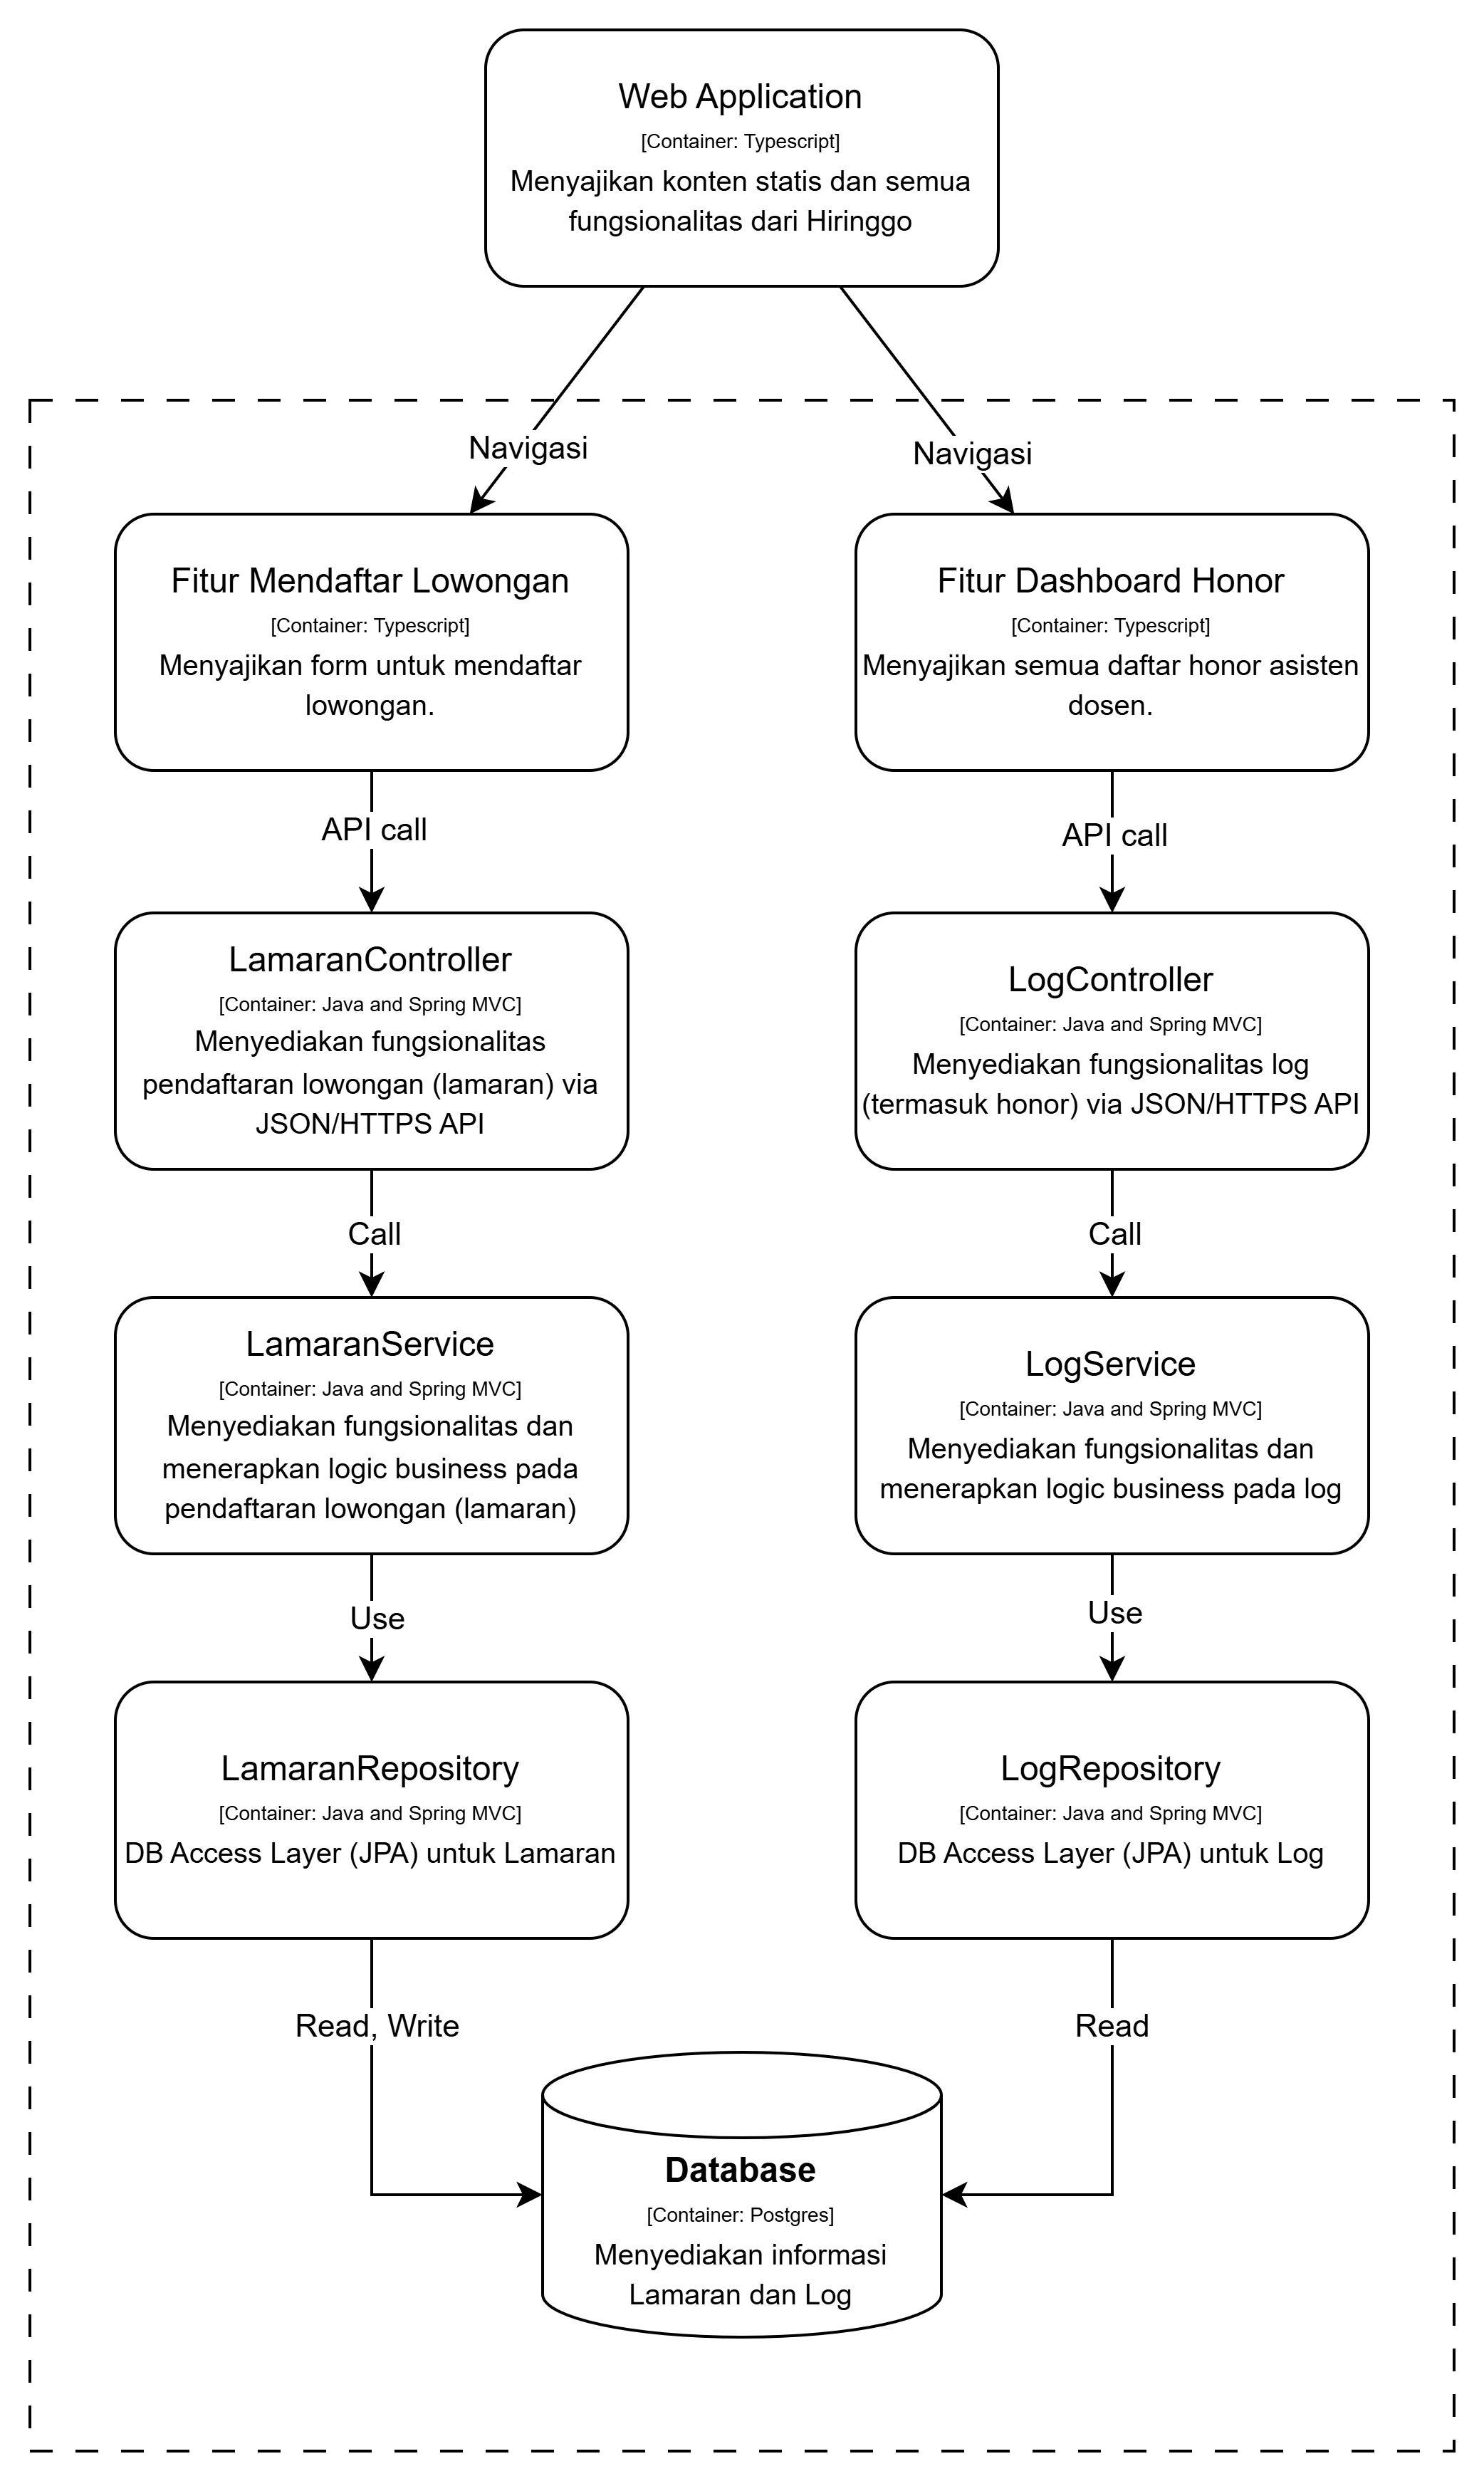 Web Application
[Container: Typescript]
Menyajikan konten statis dan semua
fungsionalitas dari Hiringgo
Navigasi
Navigasi
Fitur Mendaftar Lowongan
[Container: Typescript]
Menyajikan form untuk mendaftar
lowongan.
Fitur Dashboard Honor
[Container: Typescript]
Menyajikan semua daftar honor asisten
dosen.
API call
API call
LamaranController
[Container: Java and Spring MVC]
Menyediakan fungsionalitas
pendaftaran lowongan (lamaran) via
JSON/HTTPS API
LogController
[Container: Java and Spring MVC]
Menyediakan fungsionalitas log
(termasuk honor) via JSON/HTTPS API
Call
Call
LamaranService
[Container: Java and Spring MVC]
Menyediakan fungsionalitas dan
menerapkan logic business pada
pendaftaran lowongan (lamaran)
LogService
[Container: Java and Spring MVC]
Menyediakan fungsionalitas dan
menerapkan logic business pada log
Use
Use
LamaranRepository
[Container: Java and Spring MVC]
DB Access Layer (JPA) untuk Lamaran
LogRepository
[Container: Java and Spring MVC]
DB Access Layer (JPA) untuk Log
Read, Write
Read
Database
[Container: Postgres]
Menyediakan informasi
Lamaran dan Log